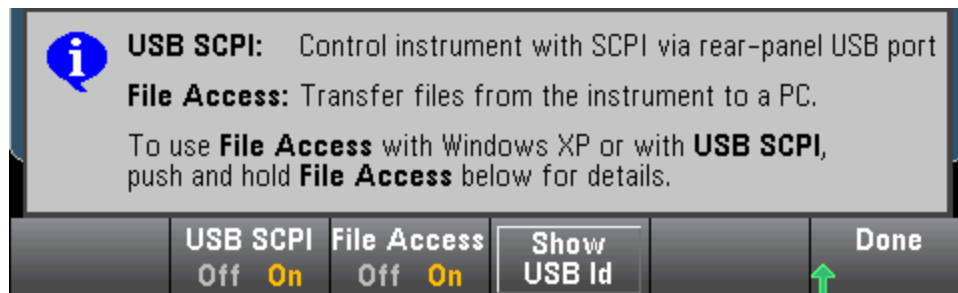 USB SCPI: Control instrument with SCPI via rear-panel USB port
File Access: Transfer files from the instrument to a PC.
To use File Access with Windows XP or with USB SCPI,
push and hold File Access below for details.
USB SCPI
Off On
File Access
Off On
Show
USB Id
Done